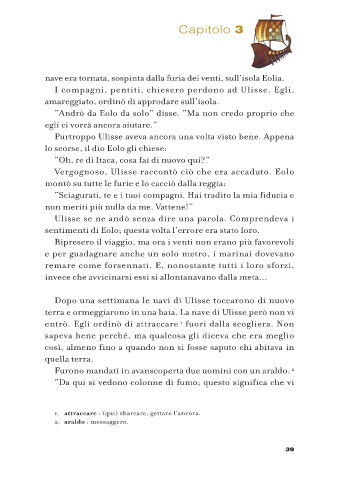 Capitolo 3
nave era tornata, sospinta dalla furia dei venti, sull'isola Eolia.
I compagni, pentiti, chiesero perdono ad Ulisse. Egli,
amareggiato, ordinò di approdare sull'isola.
"Andrò da Eolo da solo" disse. "Ma non credo proprio che
egli ci vorrà ancora aiutare."
Purtroppo Ulisse aveva ancora una volta visto bene. Appena
lo scorse, il dio Eolo gli chiese:
"Oh, re di Itaca, cosa fai di nuovo qui?"
Vergognoso, Ulisse raccontò ciò che era accaduto. Eolo
montò su tutte le furie e lo cacciò dalla reggia:
"Sciagurati, te e i tuoi compagni. Hai tradito la mia fiducia e
non meriti più nulla da me. Vattene!"
Ulisse se ne andò senza dire una parola. Comprendeva i
sentimenti di Eolo; questa volta l'errore era stato loro.
Ripresero il viaggio, ma ora i venti non erano più favorevoli
e per guadagnare anche un solo metro, i marinai dovevano
remare come forsennati. E, nonostante tutti i loro sforzi,
invece che avvicinarsi essi si allontanavano dalla meta...
Dopo una settimana le navi di Ulisse toccarono di nuovo
terra e ormeggiarono in una baia. La nave di Ulisse però non vi
entrò. Egli ordinò di attraccare 1 fuori dalla scogliera. Non
sapeva bene perché, ma qualcosa gli diceva che era meglio
così, almeno fino a quando non si fosse saputo chi abitava in
quella terra.
Furono mandati in avanscoperta due uomini con un araldo. 2
"Da qui si vedono colonne di fumo; questo significa che vi
1. attraccare : (qui) sbarcare, gettare l'ancora.
2. araldo : messaggero.
39